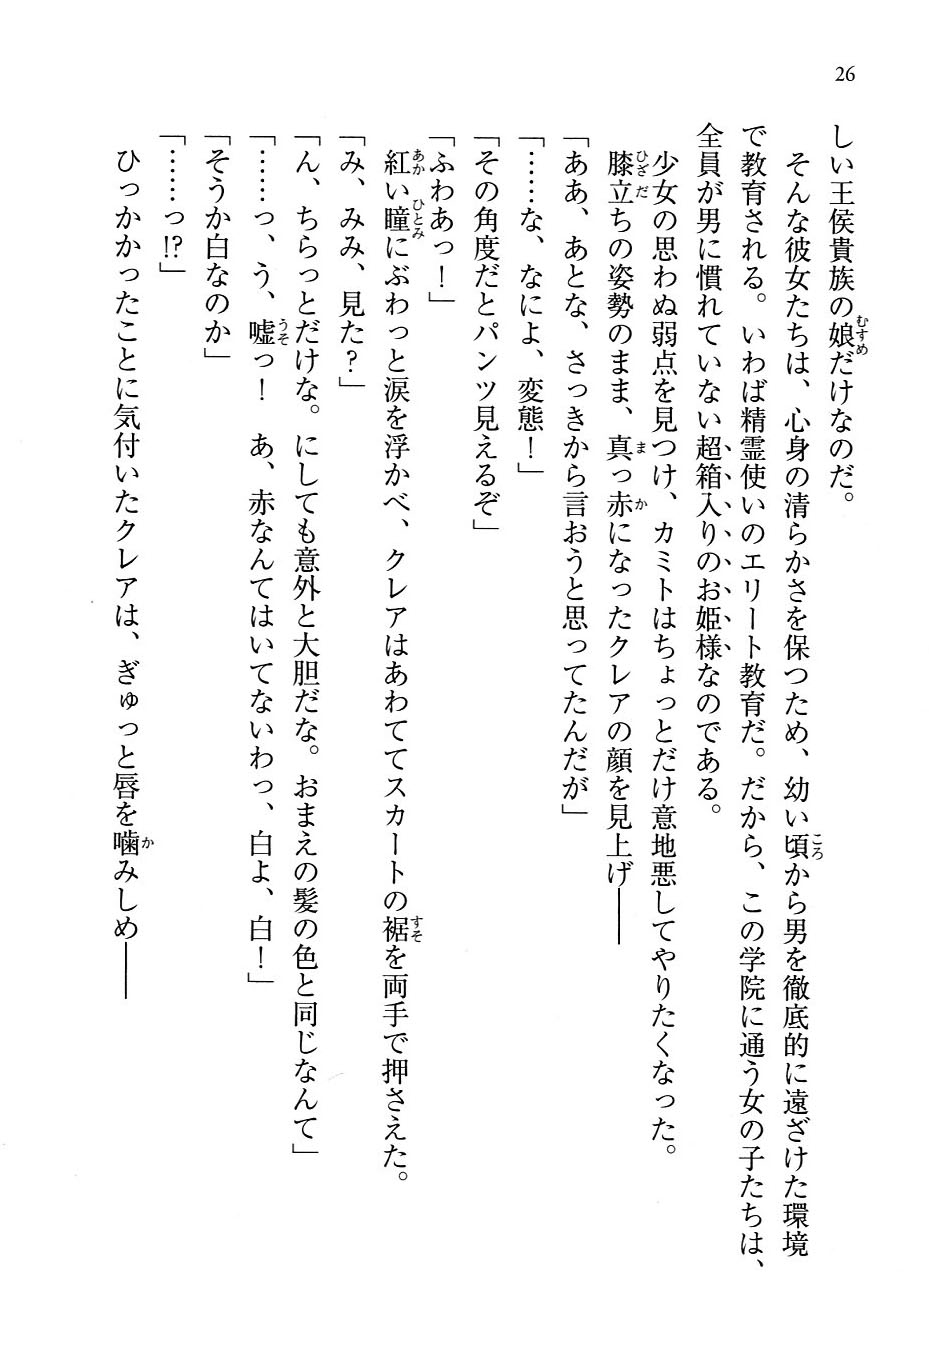 26
しい王侯貴族の娘だけなのだ。
　そんな彼女たちは、心身の清らかさを保つため、幼い頃から男を徹底的に遠ざけた環境
で教育される。いわば精霊使いのエリート教育だ。だから、この学院に通う女の子たちは、
全員が男に慣れていない超箱入りのお姫様なのである。
　少女の思わぬ弱点を見つけ、カミトはちょっとだけ意地悪してやりたくなった。
　膝立ちの姿勢のまま、真っ赤になったクレアの顔を見上げ――
「ああ、あとな、さっきから言おうと思ってたんだが」
「……な、なによ、変態！」
「その角度だとパンツ見えるぞ」
「ふわあっ！」
　紅い瞳にぶわっと涙を浮かべ、クレアはあわててスカートの裾を両手で押さえた。
「み、みみ、見た？」
「ん、ちらっとだけな。にしても意外と大胆だな。おまえの髪の色と同じなんて」
「……っ、う、嘘っ！　あ、赤なんてはいてないわっ、白よ、白！」
「そうか白なのか」
「……っ!?」
　ひっかかったことに気付いたクレアは、ぎゅっと唇を噛みしめ――